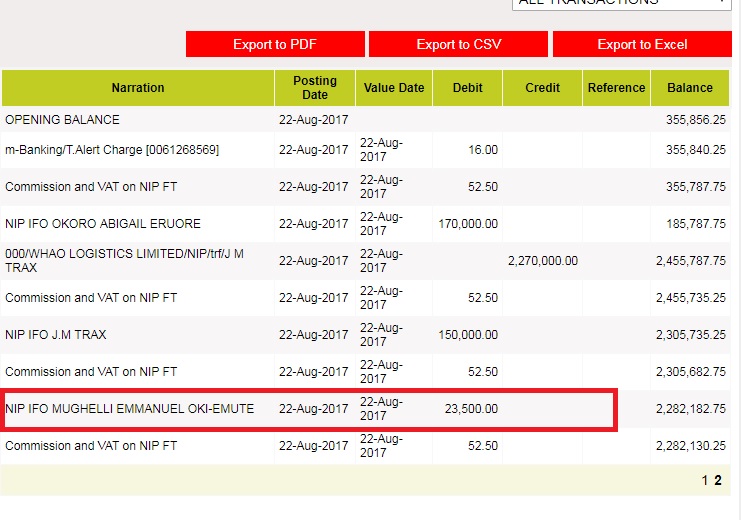 ALL TRANSACTIONS
Export to PDF Export to CSV Export to Excel
Narration Posting Date Value Date Debit Credit Reference Balance
OPENING BALANCE 22-Aug-2017 355,856.25
m-Banking/T.Alert Charge [0061268569] 22-Aug-2017 22-Aug-2017 16.00 355,840.25
Commission and VAT on NIP FT 22-Aug-2017 22-Aug-2017 52.50 355,787.75
NIP IFO OKORO ABIGAIL ERUORE 22-Aug-2017 22-Aug-2017 170,000.00 185,787.75
000/WHAO LOGISTICS LIMITED/NIP/trf/J M TRAX 22-Aug-2017 22-Aug-2017 2,270,000.00 2,455,787.75
Commission and VAT on NIP FT 22-Aug-2017 22-Aug-2017 52.50 2,455,735.25
NIP IFO J.M TRAX 22-Aug-2017 22-Aug-2017 150,000.00 2,305,735.25
Commission and VAT on NIP FT 22-Aug-2017 22-Aug-2017 52.50 2,305,682.75
NIP IFO MUGHELLI EMMANUEL OKI-EMUTE 22-Aug-2017 22-Aug-2017 23,500.00 2,282,182.75
Commission and VAT on NIP FT 22-Aug-2017 22-Aug-2017 52.50 2,282,130.25
1 2